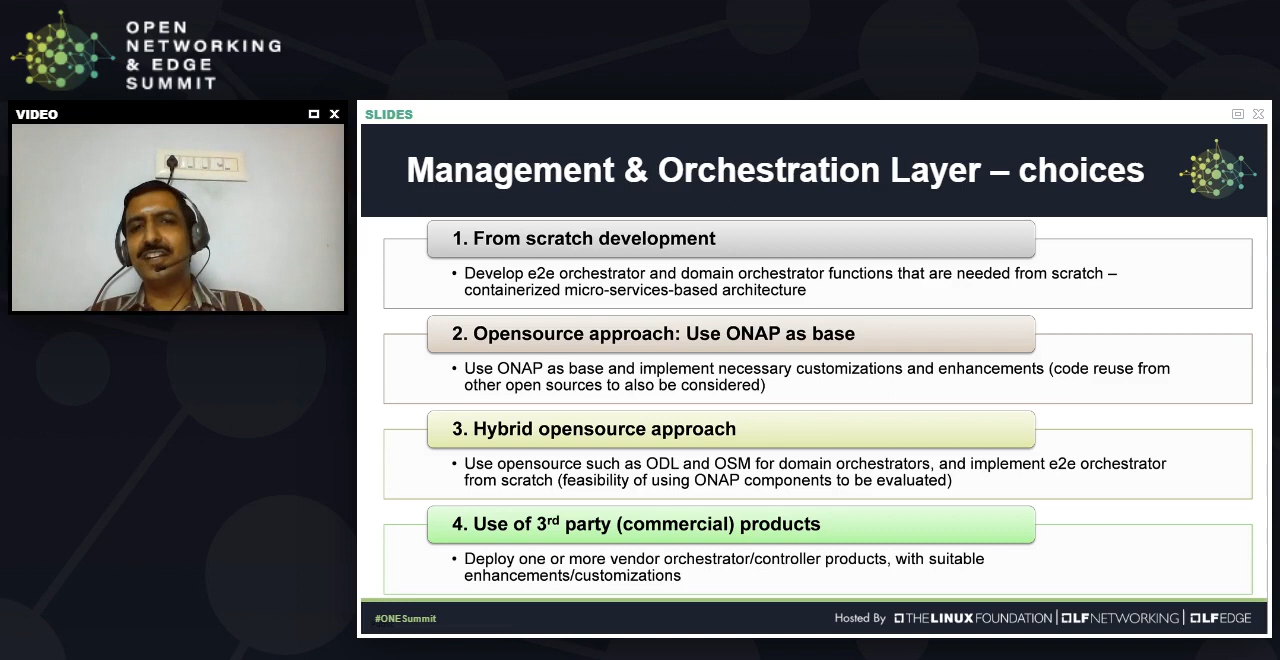 OPEN
NETWORKING
& EDGE
SUMMIT
VIDEO
SLIDES
Management & Orchestration Layer – choices
1. From scratch development
• Develop e2e orchestrator and domain orchestrator functions that are needed from scratch –
containerized micro-services-based architecture
2. Opensource approach: Use ONAP as base
• Use ONAP as base and implement necessary customizations and enhancements (code reuse from
other open sources to also be considered)
3. Hybrid opensource approach
• Use opensource such as ODL and OSM for domain orchestrators, and implement e2e orchestrator
from scratch (feasibility of using ONAP components to be evaluated)
4. Use of 3rd party (commercial) products
• Deploy one or more vendor orchestrator/controller products, with suitable
enhancements/customizations
#ONESummit
Hosted By THE LINUX FOUNDATION | LF NETWORKING | LF EDGE